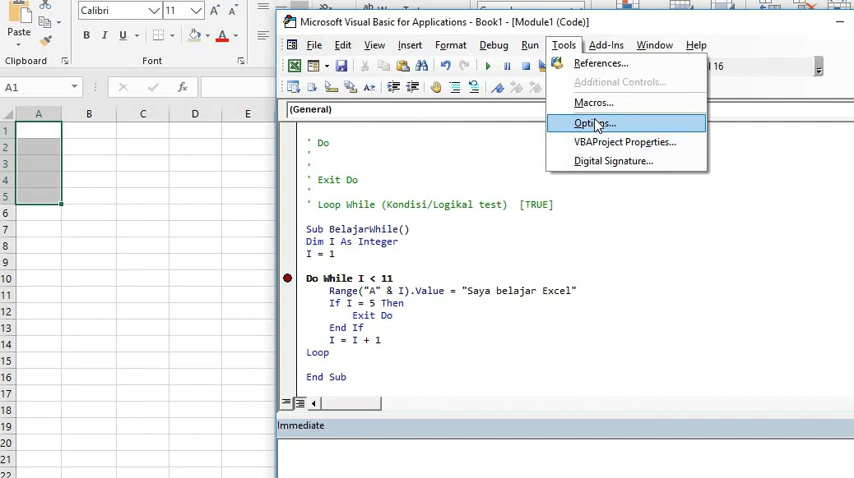 Microsoft Visual Basic for Applications - Book1 - [Module1 (Code)]
File Edit View Insert Format Debug Run Tools Add-Ins Window Help
Paste
Calibri 11 A A
B I U
Clipboard Font
A1 fx
16
References...
Additional Controls...
Macros...
Options...
VBAProject Properties...
Digital Signature...
(General)
A B C D E
1
2
3
4
5
6
7
8
9
10
11
12
13
14
15
16
17
18
19
20
21
22
' Do
'
'
' Exit Do
'
' Loop While (Kondisi/Logikal test) [TRUE]
Sub BelajarWhile()
Dim I As Integer
I = 1
Do While I < 11
Range("A" & I).Value = "Saya belajar Excel"
If I = 5 Then
Exit Do
End If
I = I + 1
Loop
End Sub
Immediate